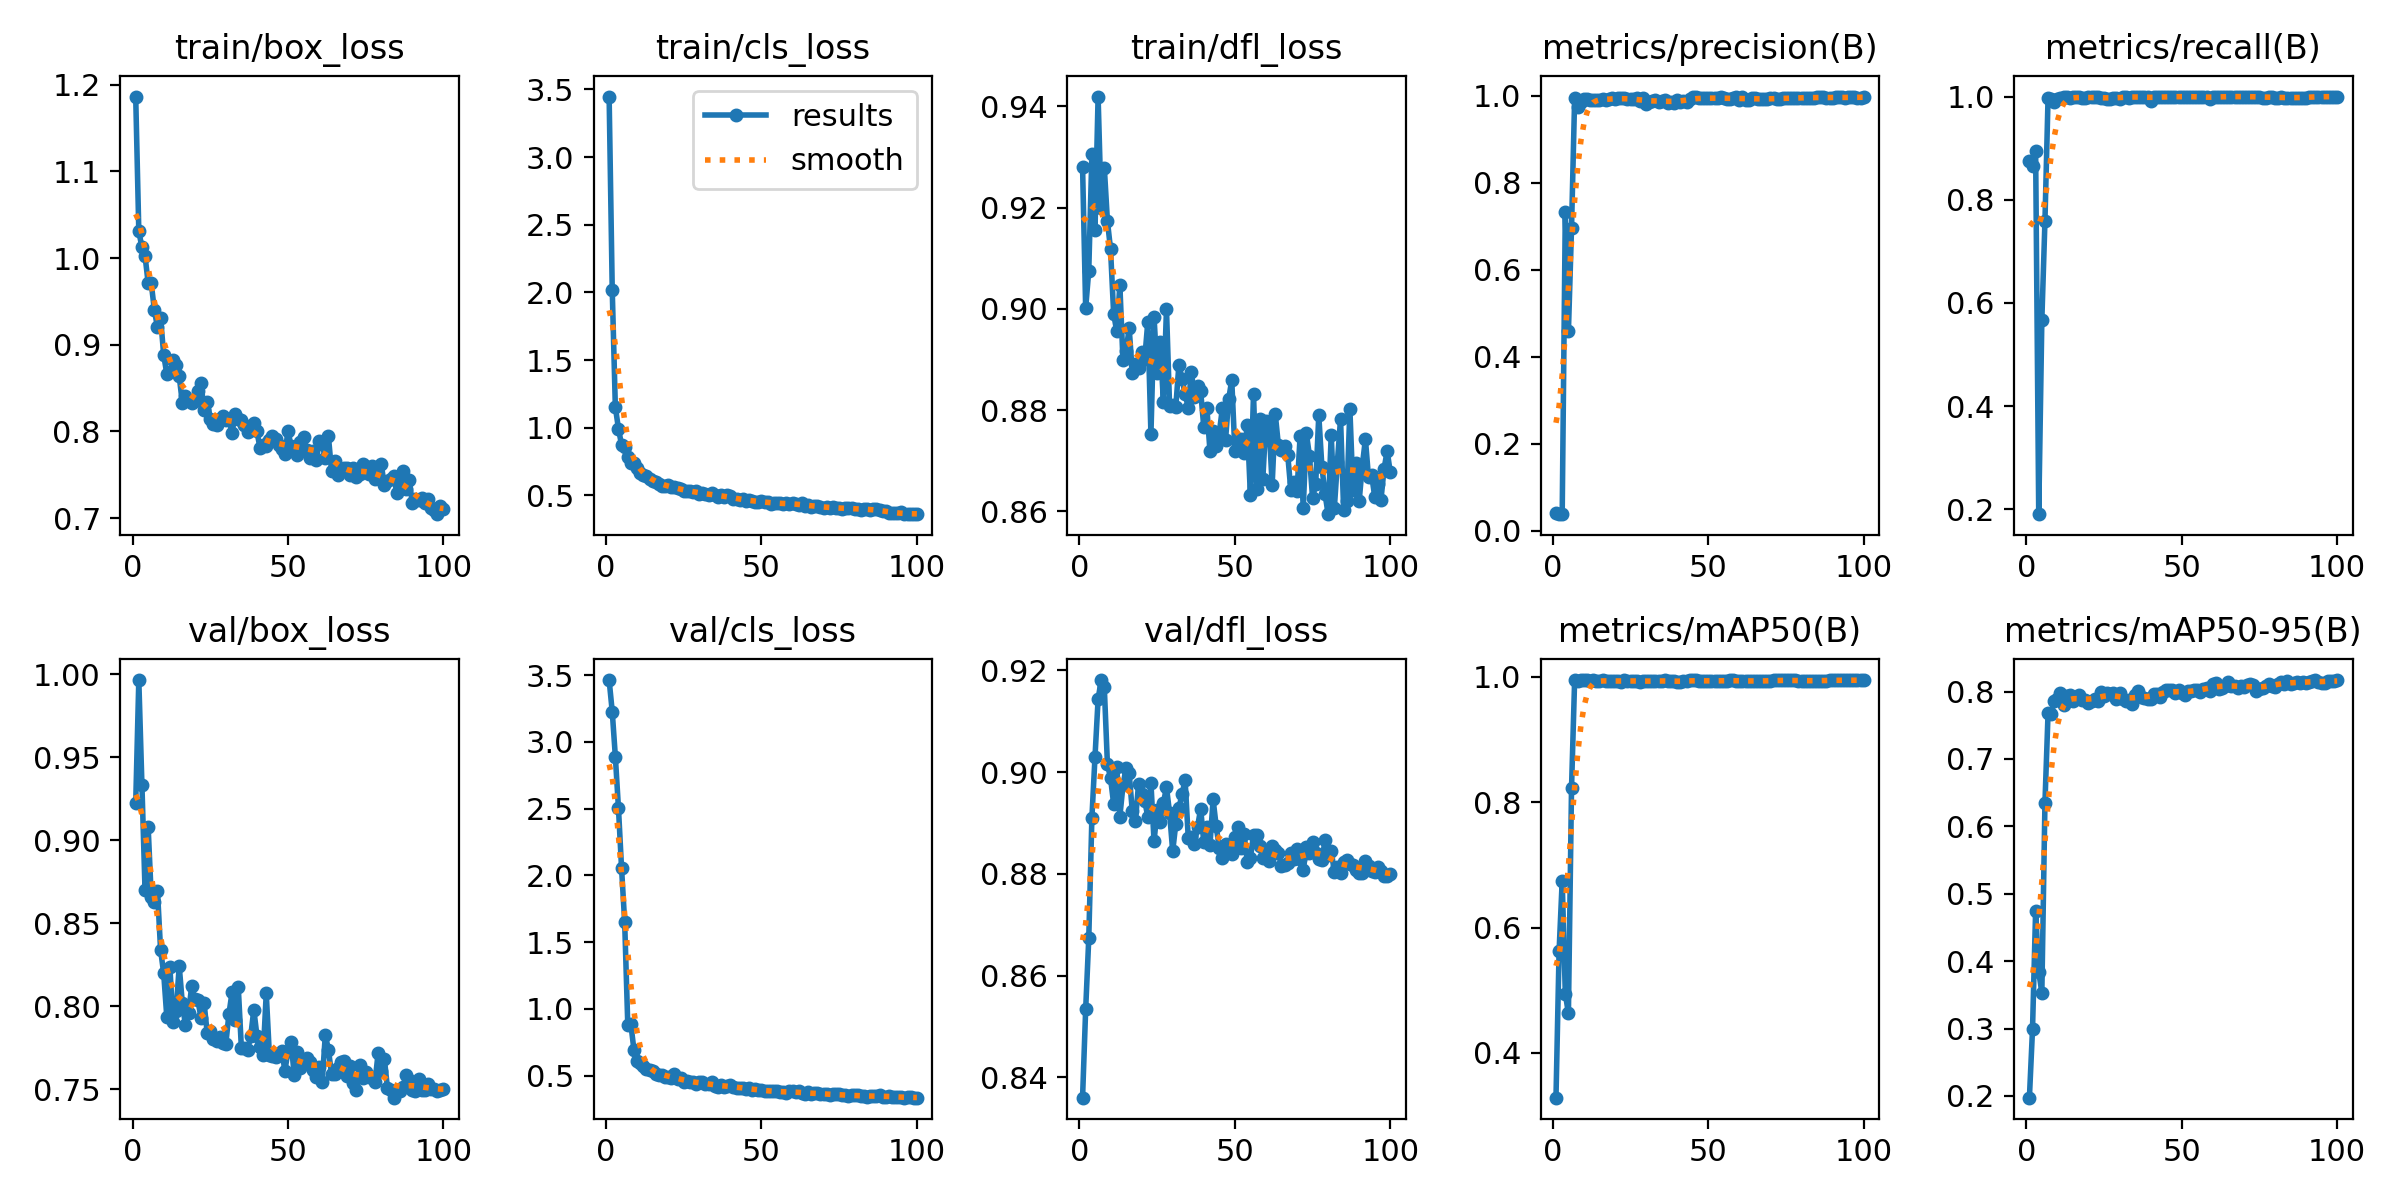 train/box_loss
1.2
1.1
1.0
0.9
0.8
0.7
0 50 100
train/cls_loss
3.5
3.0
2.5
2.0
1.5
1.0
0.5
results
smooth
0 50 100
train/dfl_loss
0.94
0.92
0.90
0.88
0.86
0 50 100
metrics/precision(B)
1.0
0.8
0.6
0.4
0.2
0.0
0 50 100
metrics/recall(B)
1.0
0.8
0.6
0.4
0.2
0 50 100
val/box_loss
1.00
0.95
0.90
0.85
0.80
0.75
0 50 100
val/cls_loss
3.5
3.0
2.5
2.0
1.5
1.0
0.5
0 50 100
val/dfl_loss
0.92
0.90
0.88
0.86
0.84
0 50 100
metrics/mAP50(B)
1.0
0.8
0.6
0.4
0 50 100
metrics/mAP50-95(B)
0.8
0.7
0.6
0.5
0.4
0.3
0.2
0 50 100